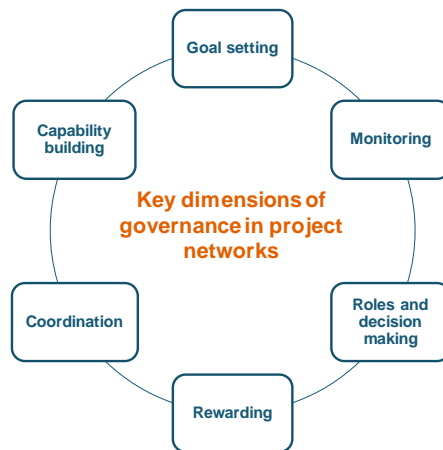 Goal setting
Capability
building
Monitoring
Key dimensions of
governance in project
networks
Coordination
Roles and
decision
making
Rewarding